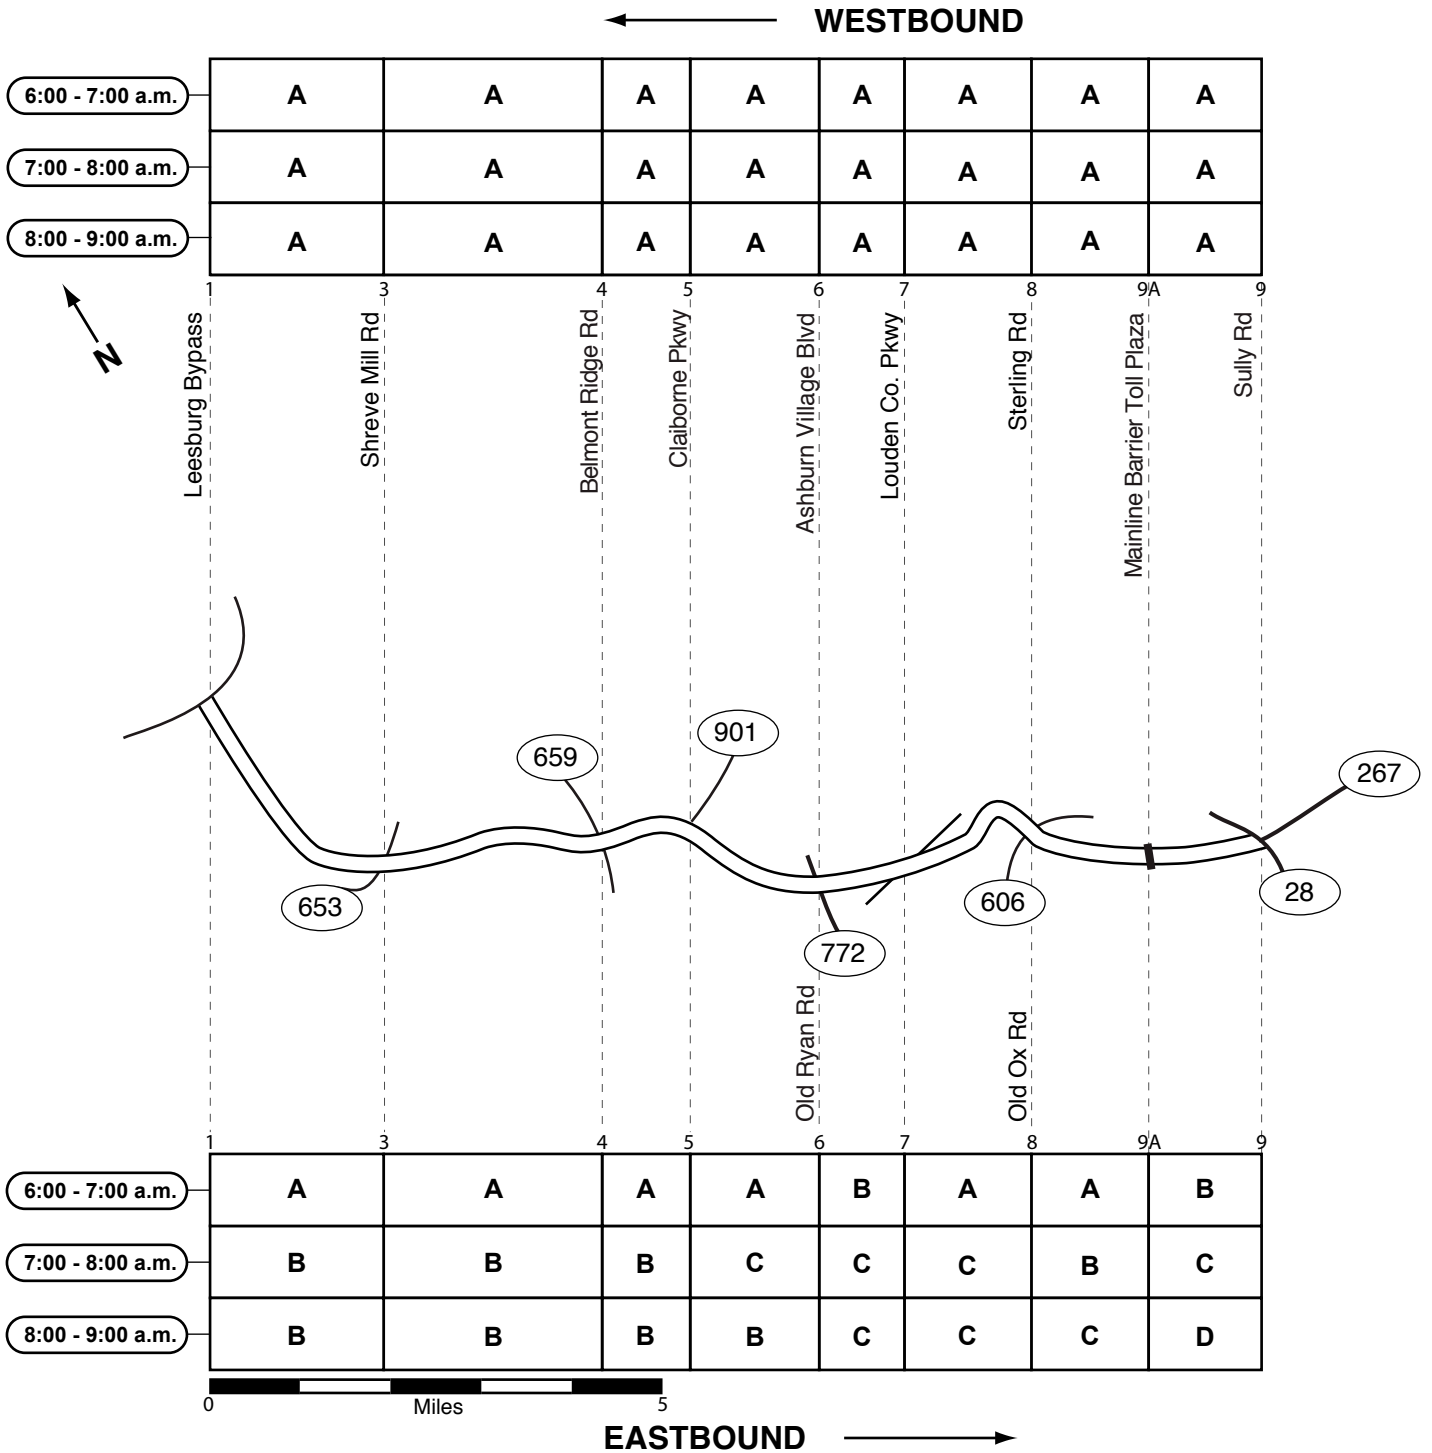 WESTBOUND
6:00 - 7:00 a.m. A A A A A A A A
7:00 - 8:00 a.m. A A A A A A A A
8:00 - 9:00 a.m. A A A A A A A A
1 3 4 5 6 7 8 9A 9
N
Leesburg Bypass
Shreve Mill Rd
Belmont Ridge Rd
Claiborne Pkwy
Ashburn Village Blvd
Louden Co. Pkwy
Sterling Rd
Mainline Barrier Toll Plaza
Sully Rd
901
659
267
653
606
28
772
Old Ryan Rd
Old Ox Rd
1 3 4 5 6 7 8 9A 9
6:00 - 7:00 a.m. A A A A B A A B
7:00 - 8:00 a.m. B B B C C C B C
8:00 - 9:00 a.m. B B B B C C C D
0 Miles 5
EASTBOUND